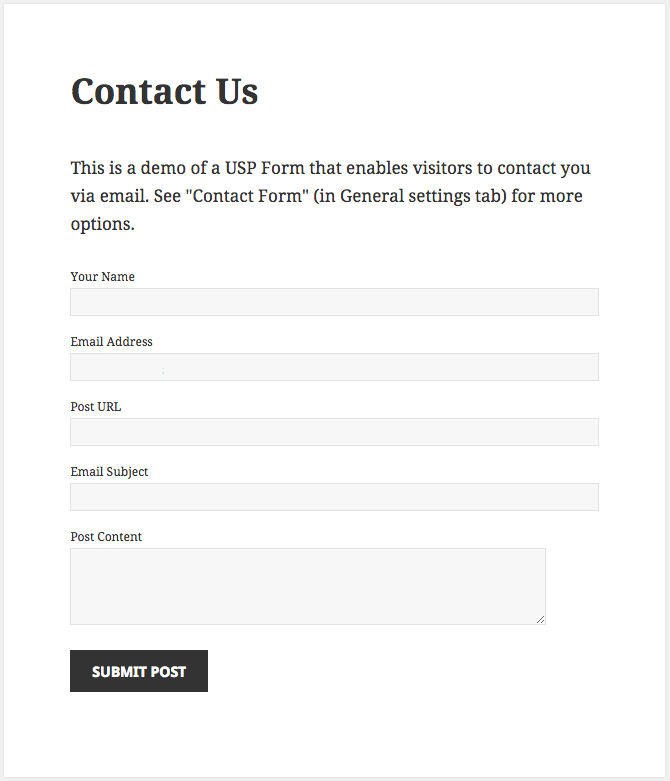 Contact Us
This is a demo of a USP Form that enables visitors to contact you
via email. See "Contact Form" (in General settings tab) for more
options.
Your Name
Email Address
Post URL
Email Subject
Post Content
SUBMIT POST